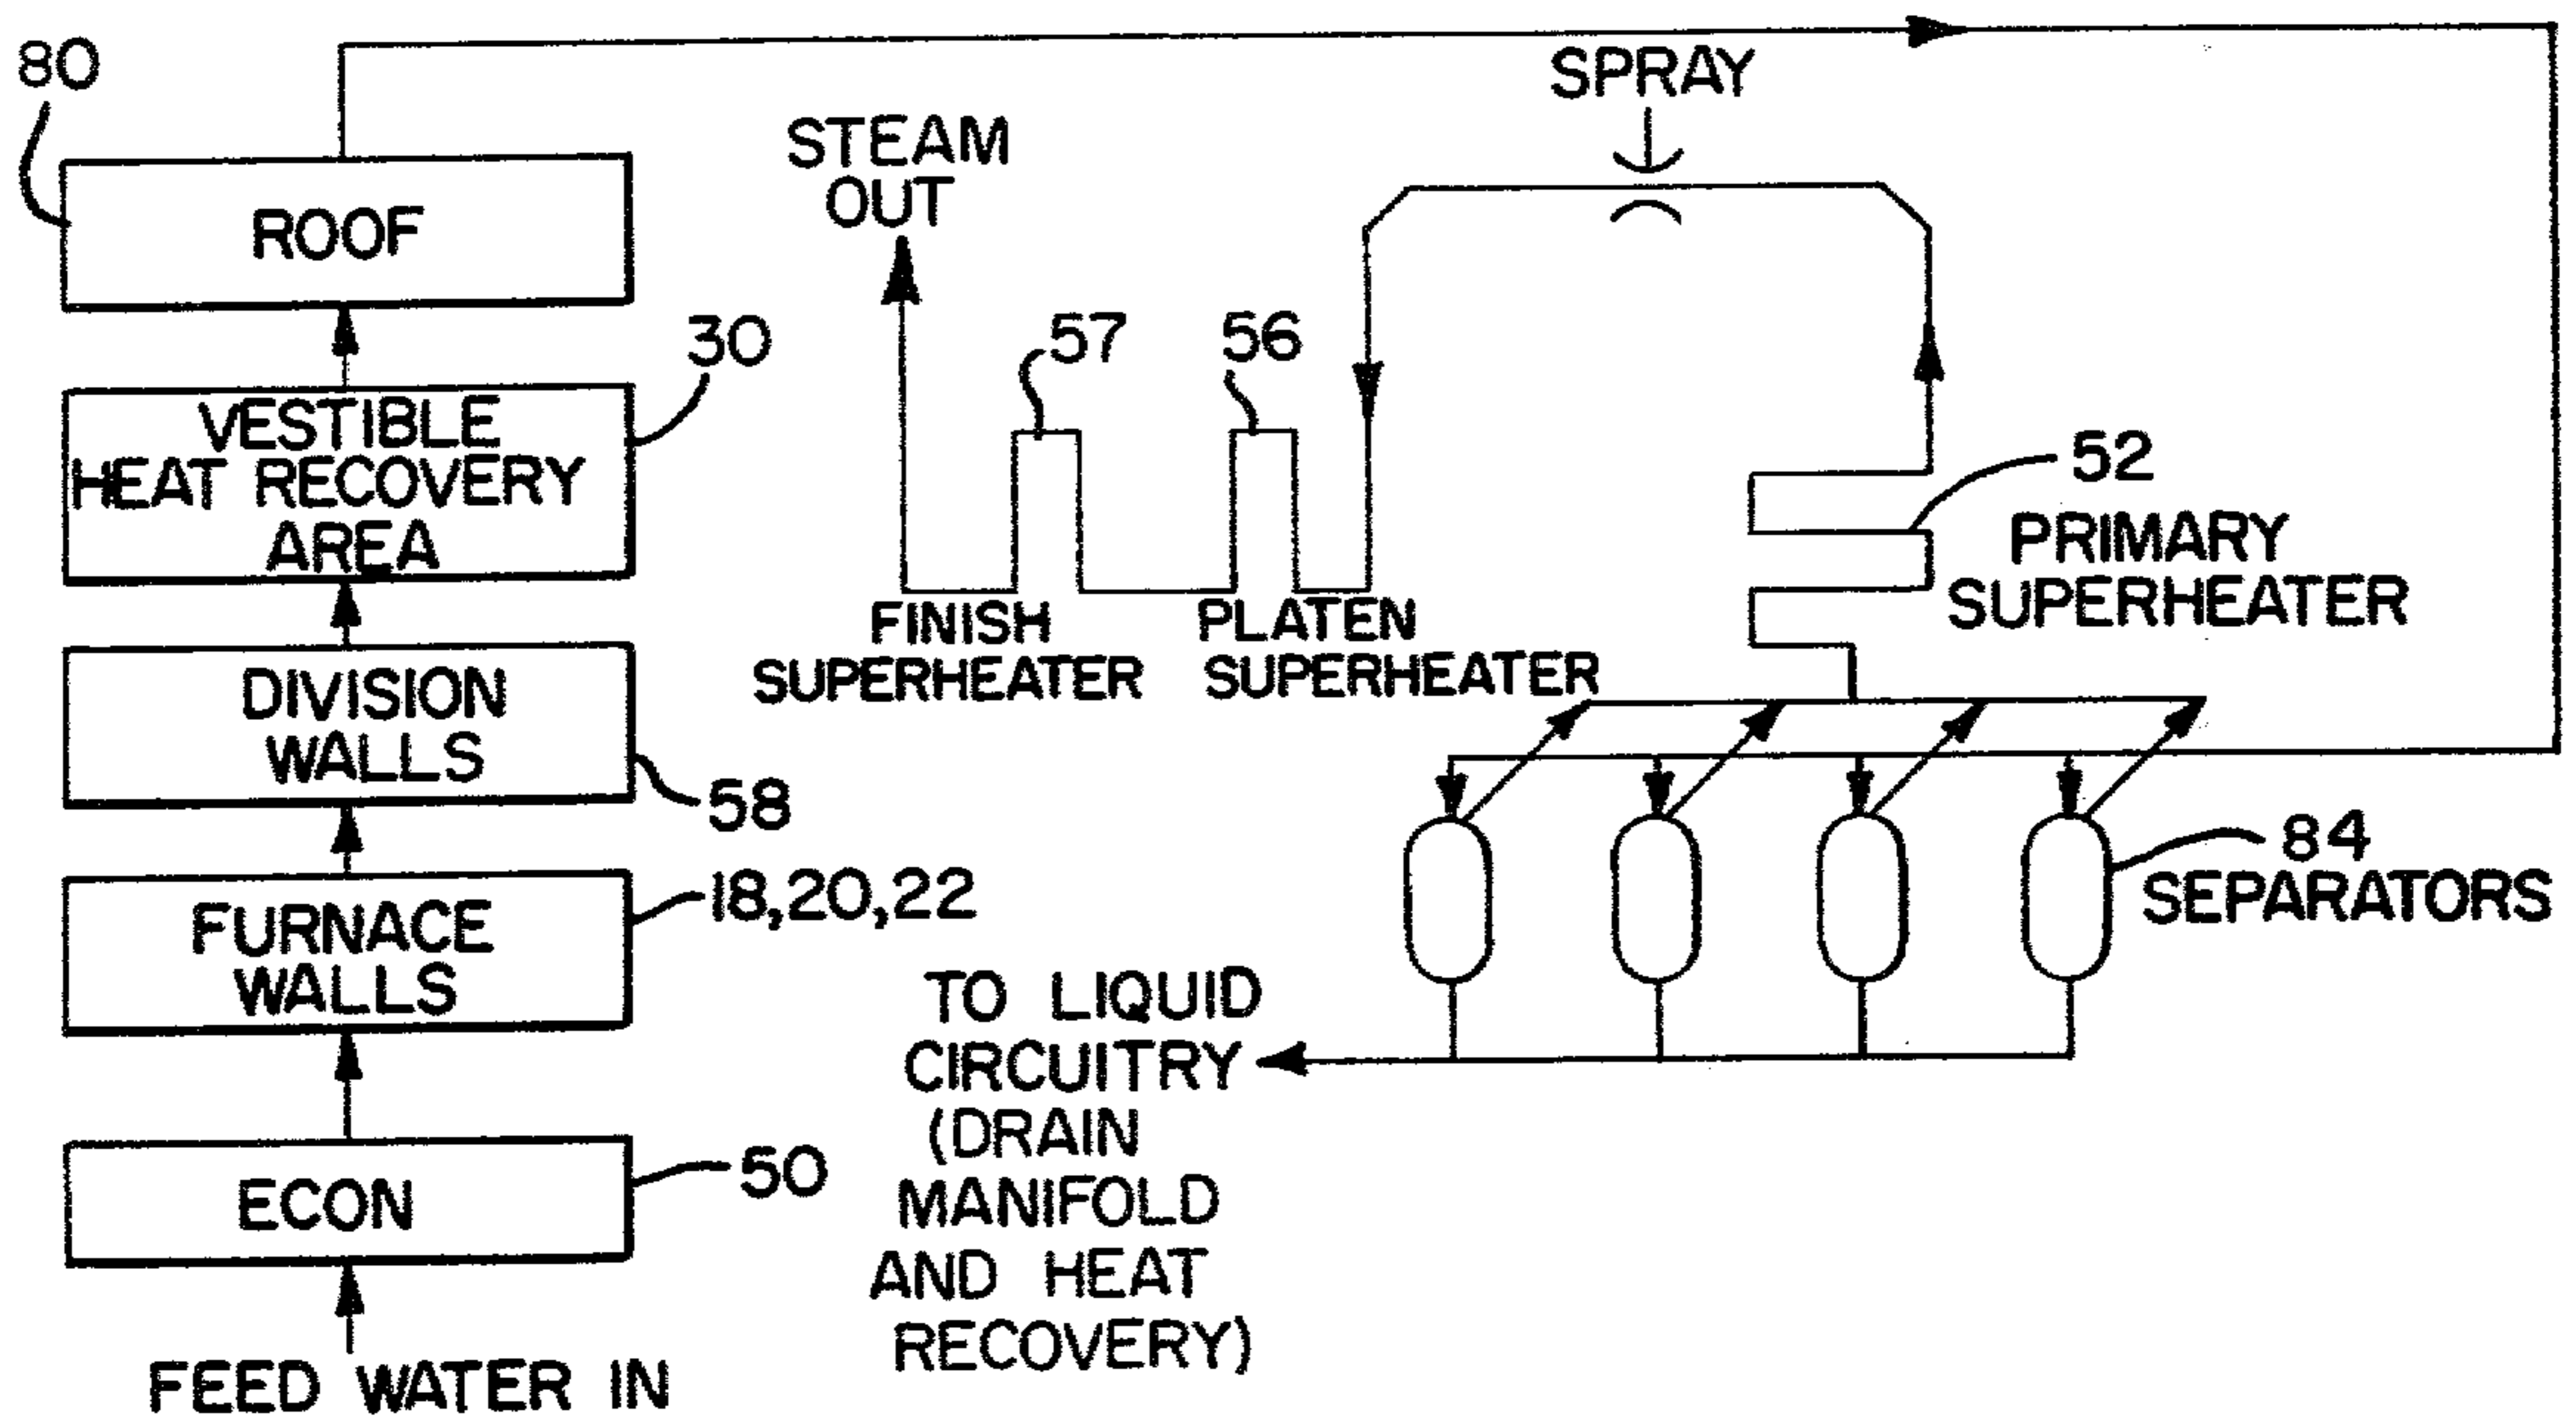 80
ROOF
30
VESTIBLE
HEAT RECOVERY
AREA
DIVISION
WALLS
58
18,20,22
FURNACE
WALLS
50
ECON
FEED WATER IN
STEAM
OUT
SPRAY
57
56
FINISH
SUPERHEATER
PLATEN
SUPERHEATER
52
PRIMARY
SUPERHEATER
84
SEPARATORS
TO LIQUID
CIRCUITRY
(DRAIN
MANIFOLD
AND HEAT
RECOVERY)